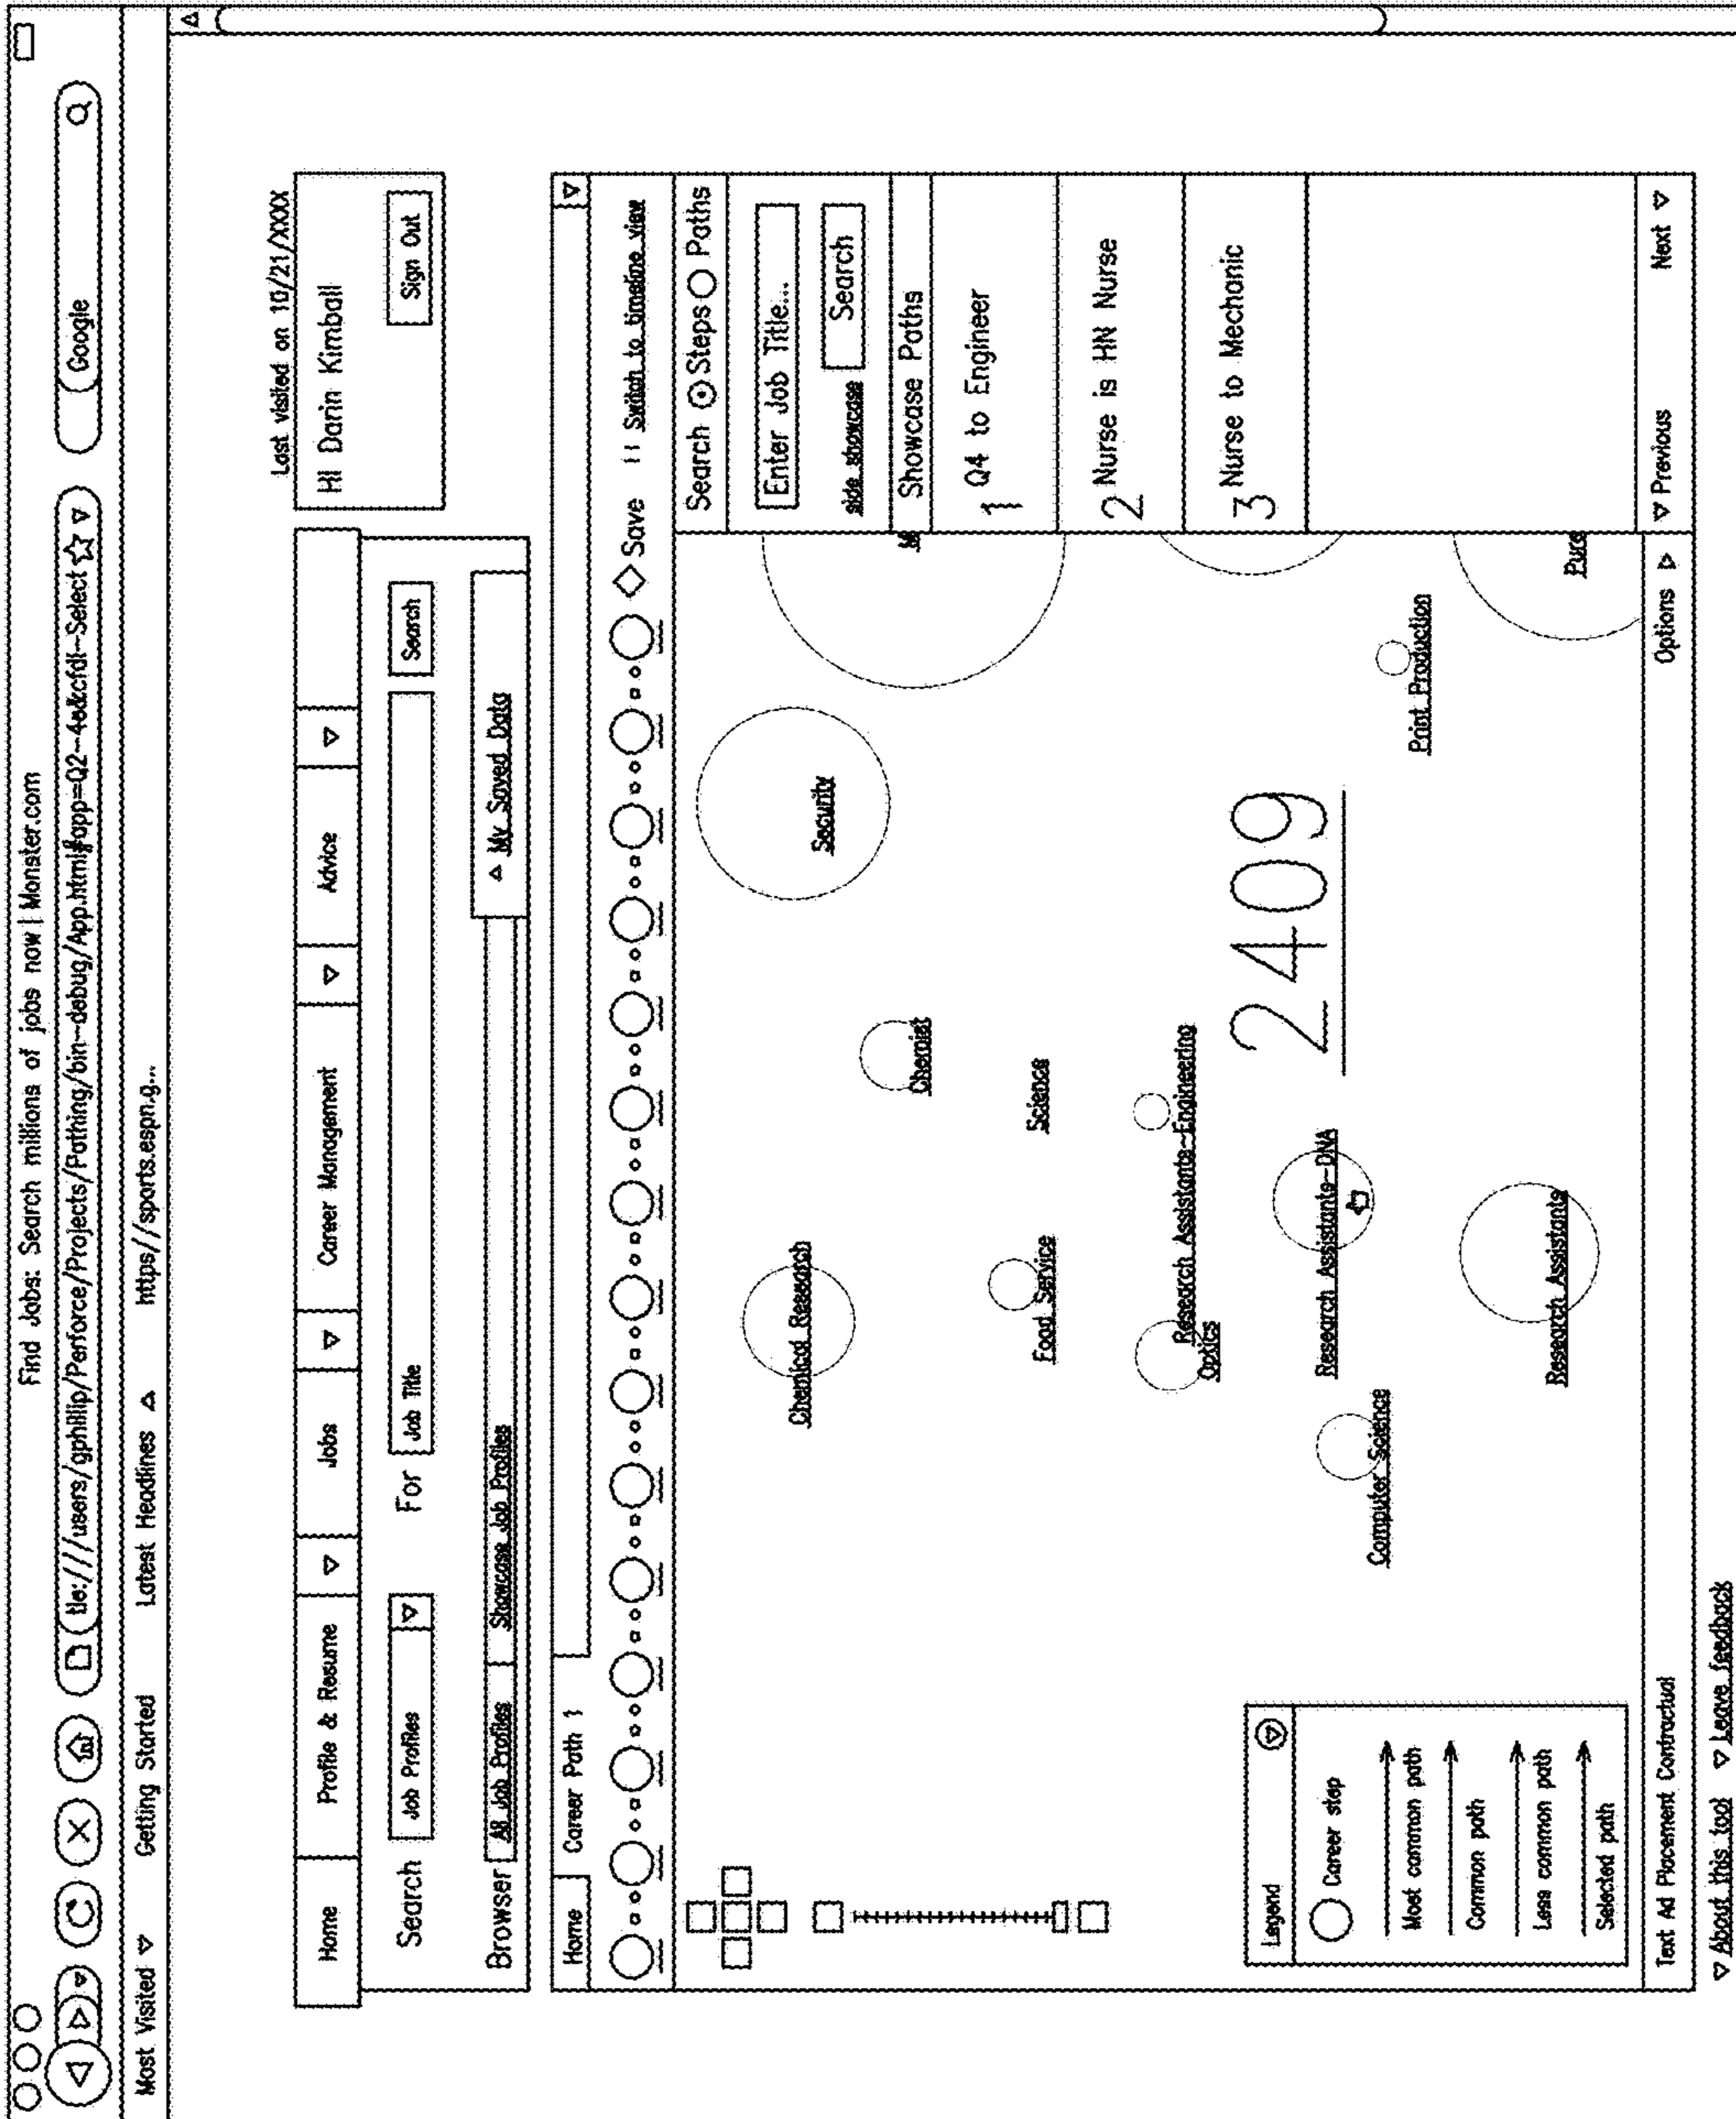 Find Jobs: Search millions of jobs now | Monster.com
tle:///users/gphillip/Perforce/Projects/Pathing/bin-debug/App.html#app=Q2-4e&cfdl-Select
Google
Most Visited
Getting Started
Latest Headlines
https//sports.espn.g...
Last visited on 10/21/XXXX
Home
Profile & Resume
Jobs
Career Management
Advice
HI Darin Kimball
Sign Out
Search
Job Profiles
For
Job Title
Search
Browser
All Job Profiles
Showcase Job Profiles
My Saved Data
Home
Career Path 1
Save
Switch to timeline view
Search Steps Paths
Enter Job Title...
side showcase
Search
Showcase Paths
1 Q4 to Engineer
2 Nurse is HN Nurse
3 Nurse to Mechanic
Chemical Research
Security
M
Chemist
Food Service
Science
Research Assistants-Engineering
Optics
2409
Research Assistants-DNA
Computer Science
Print Production
Research Assistants
Pure
Legend
Career step
Most common path
Common path
Less common path
Selected path
Text Ad Placement Contractual
Options
Previous
Next
About this tool
Leave feedback